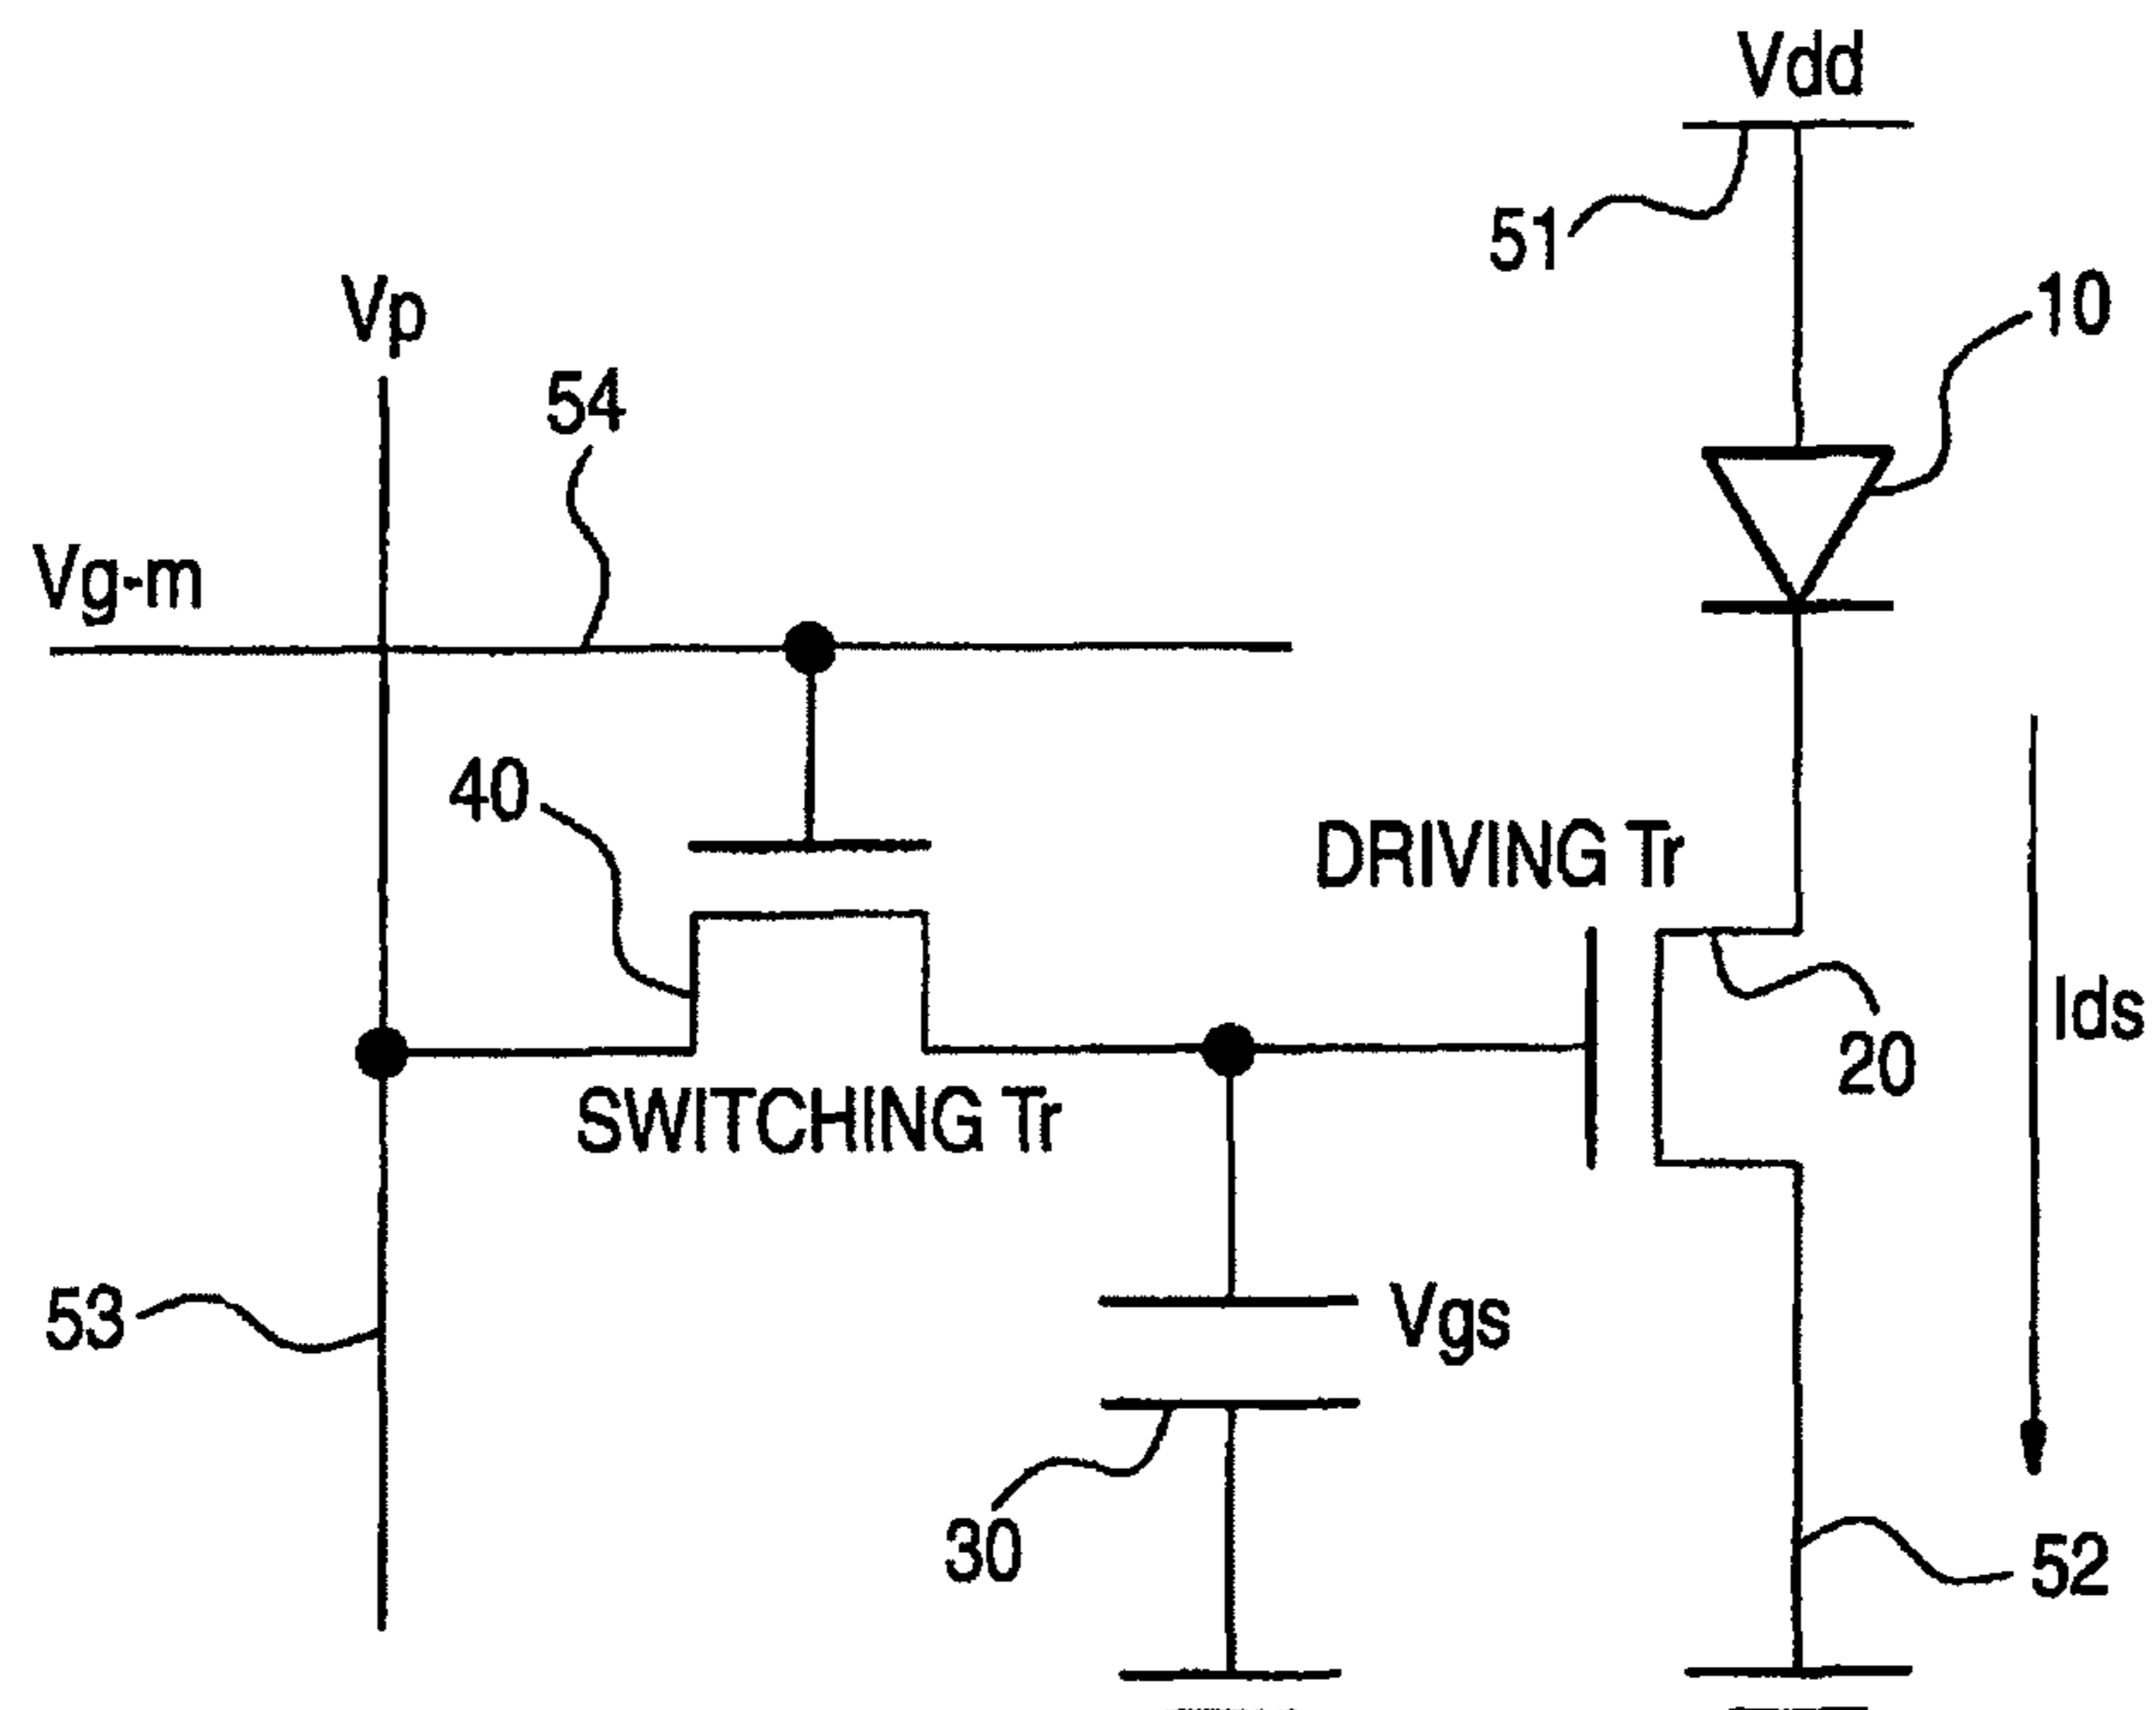 Vdd
51
10
Vp
54
Vg-m
40
DRIVING Tr
Ids
20
SWITCHING Tr
53
Vgs
30
52